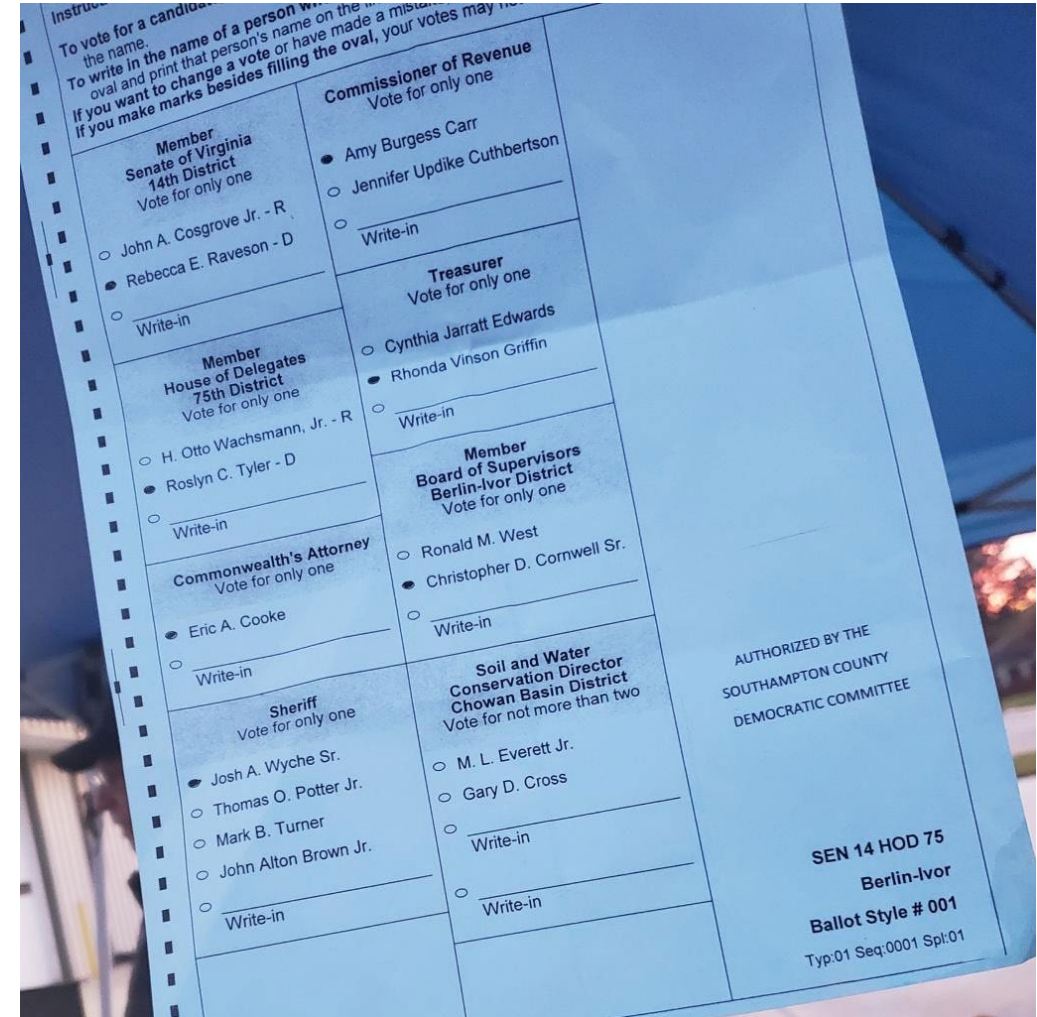 To vote for a
the name.
To write in the name of a person
oval and print that person's name on the
If you want to change a vote or have made a
If you make marks besides filling the oval, your votes may
Member
Senate of Virginia
14th District
Vote for only one
John A. Cosgrove Jr. - R
Rebecca E. Raveson - D
Write-in
Member
House of Delegates
75th District
Vote for only one
H. Otto Wachsmann, Jr. - R
Roslyn C. Tyler - D
Write-in
Commonwealth's Attorney
Vote for only one
Eric A. Cooke
Write-in
Sheriff
Vote for only one
Josh A. Wyche Sr.
Thomas O. Potter Jr.
Mark B. Turner
John Alton Brown Jr.
Write-in
Commissioner of Revenue
Vote for only one
Amy Burgess Carr
Jennifer Updike Cuthbertson
Write-in
Treasurer
Vote for only one
Cynthia Jarratt Edwards
Rhonda Vinson Griffin
Write-in
Member
Board of Supervisors
Berlin-Ivor District
Vote for only one
Ronald M. West
Christopher D. Cornwell Sr.
Write-in
Soil and Water
Conservation Director
Chowan Basin District
Vote for not more than two
M. L. Everett Jr.
Gary D. Cross
Write-in
Write-in
AUTHORIZED BY THE
SOUTHAMPTON COUNTY
DEMOCRATIC COMMITTEE
SEN 14 HOD 75
Berlin-Ivor
Ballot Style # 001
Typ:01 Seq:0001 Spl:01